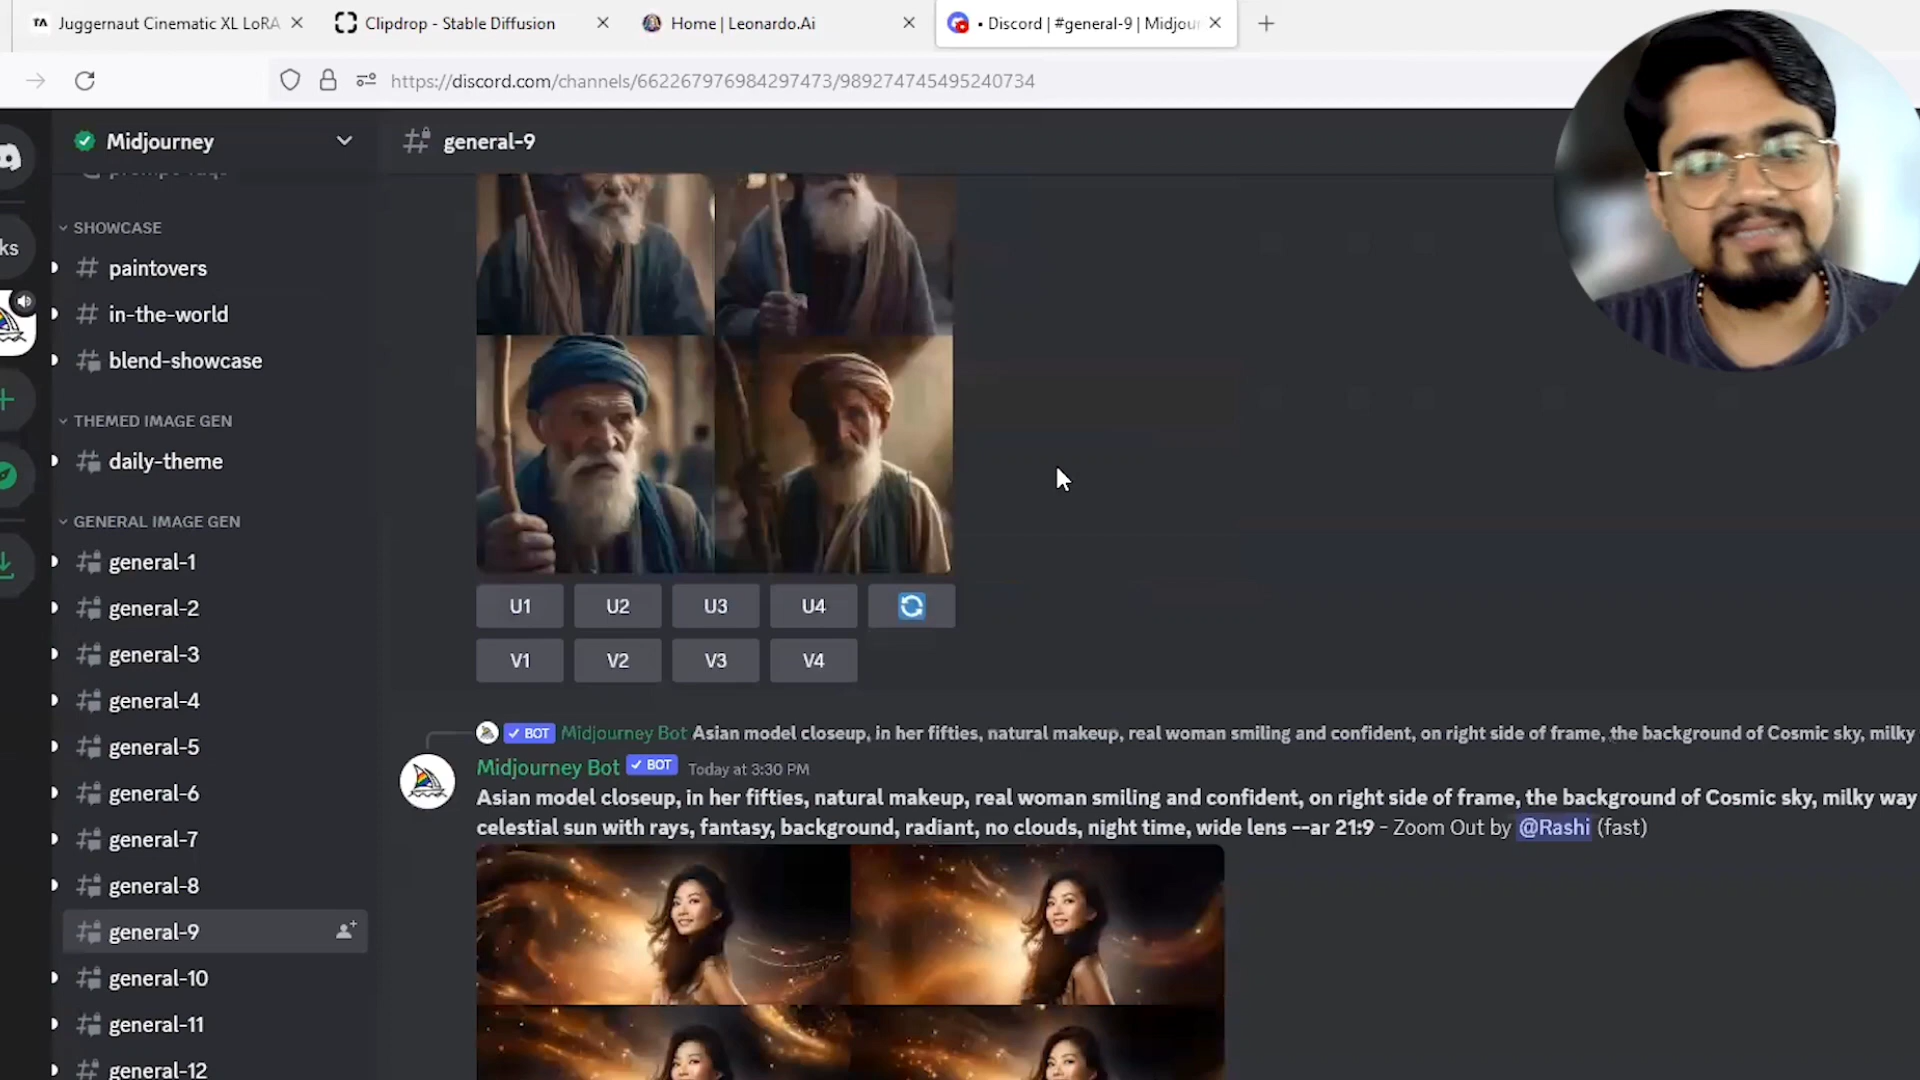 Juggernaut Cinematic XL LoRA
Clipdrop - Stable Diffusion
Home | Leonardo.Ai
• Discord | #general-9 | Midjou
https://discord.com/channels/662267976984297473/989274745495240734
Midjourney
general-9
ks
SHOWCASE
paintovers
in-the-world
blend-showcase
THEMED IMAGE GEN
daily-theme
GENERAL IMAGE GEN
general-1
general-2
general-3
general-4
general-5
general-6
general-7
general-8
general-9
general-10
general-11
general-12
U1 U2 U3 U4
V1 V2 V3 V4
BOT Midjourney Bot Asian model closeup, in her fifties, natural makeup, real woman smiling and confident, on right side of frame, the background of Cosmic sky, milky
Midjourney Bot BOT Today at 3:30 PM
Asian model closeup, in her fifties, natural makeup, real woman smiling and confident, on right side of frame, the background of Cosmic sky, milky way
celestial sun with rays, fantasy, background, radiant, no clouds, night time, wide lens --ar 21:9 - Zoom Out by @Rashi (fast)